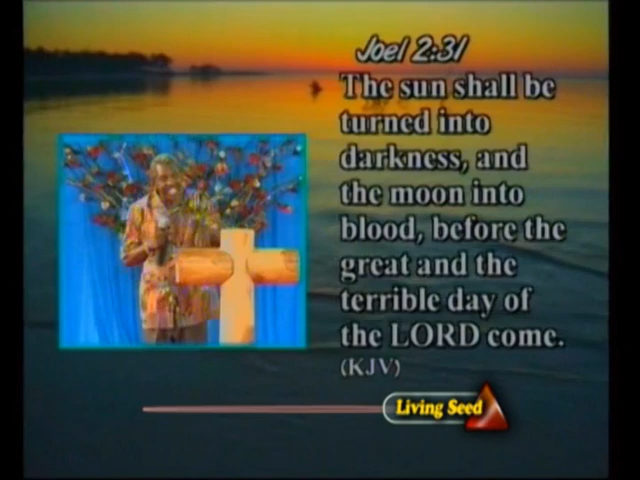 Joel 2:31
The sun shall be
turned into
darkness, and
the moon into
blood, before the
great and the
terrible day of
the LORD come.
(KJV)
Living Seed